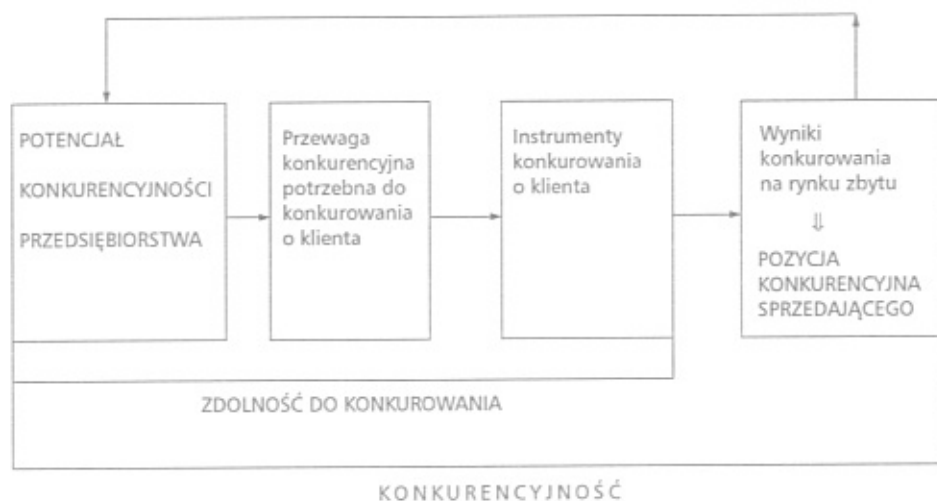 POTENCJAŁ
KONKURENCYJNOŚCI
PRZEDSIĘBIORSTWA
Przewaga
konkurencyjna
potrzebna do
konkurowania
o klienta
Instrumenty
konkurowania
o klienta
Wyniki
konkurowania
na rynku zbytu
⇓
POZYCJA
KONKURENCYJNA
SPRZEDAJĄCEGO
ZDOLNOŚĆ DO KONKUROWANIA
KONKURENCYJNOŚĆ